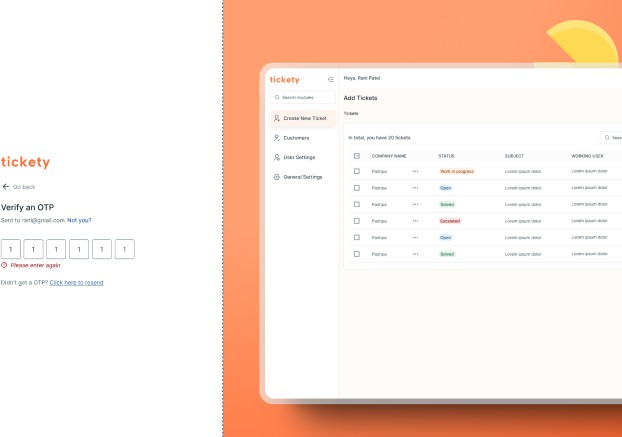 tickety
Go back
Verify an OTP
Sent to rani@gmail.com Not you?
1 1 1 1 1 1
Please enter again
Didn't get a OTP? Click here to resend
tickety
Search modules
Create New Ticket
Customers
User Settings
General Settings
Heya, Rani Patel
Add Tickets
Tickets
In total, you have 20 tickets
Sear
COMPANY NAME STATUS SUBJECT WORKING USER
Pashpa ••• Work in progress Lorem ipsum dolor Lorem ipsum dolor
Pashpa ••• Open Lorem ipsum dolor Lorem ipsum dolor
Pashpa ••• Solved Lorem ipsum dolor Lorem ipsum dolor
Pashpa ••• Escalated Lorem ipsum dolor Lorem ipsum dolor
Pashpa ••• Open Lorem ipsum dolor Lorem ipsum dolor
Pashpa ••• Solved Lorem ipsum dolor Lorem ipsum dolor